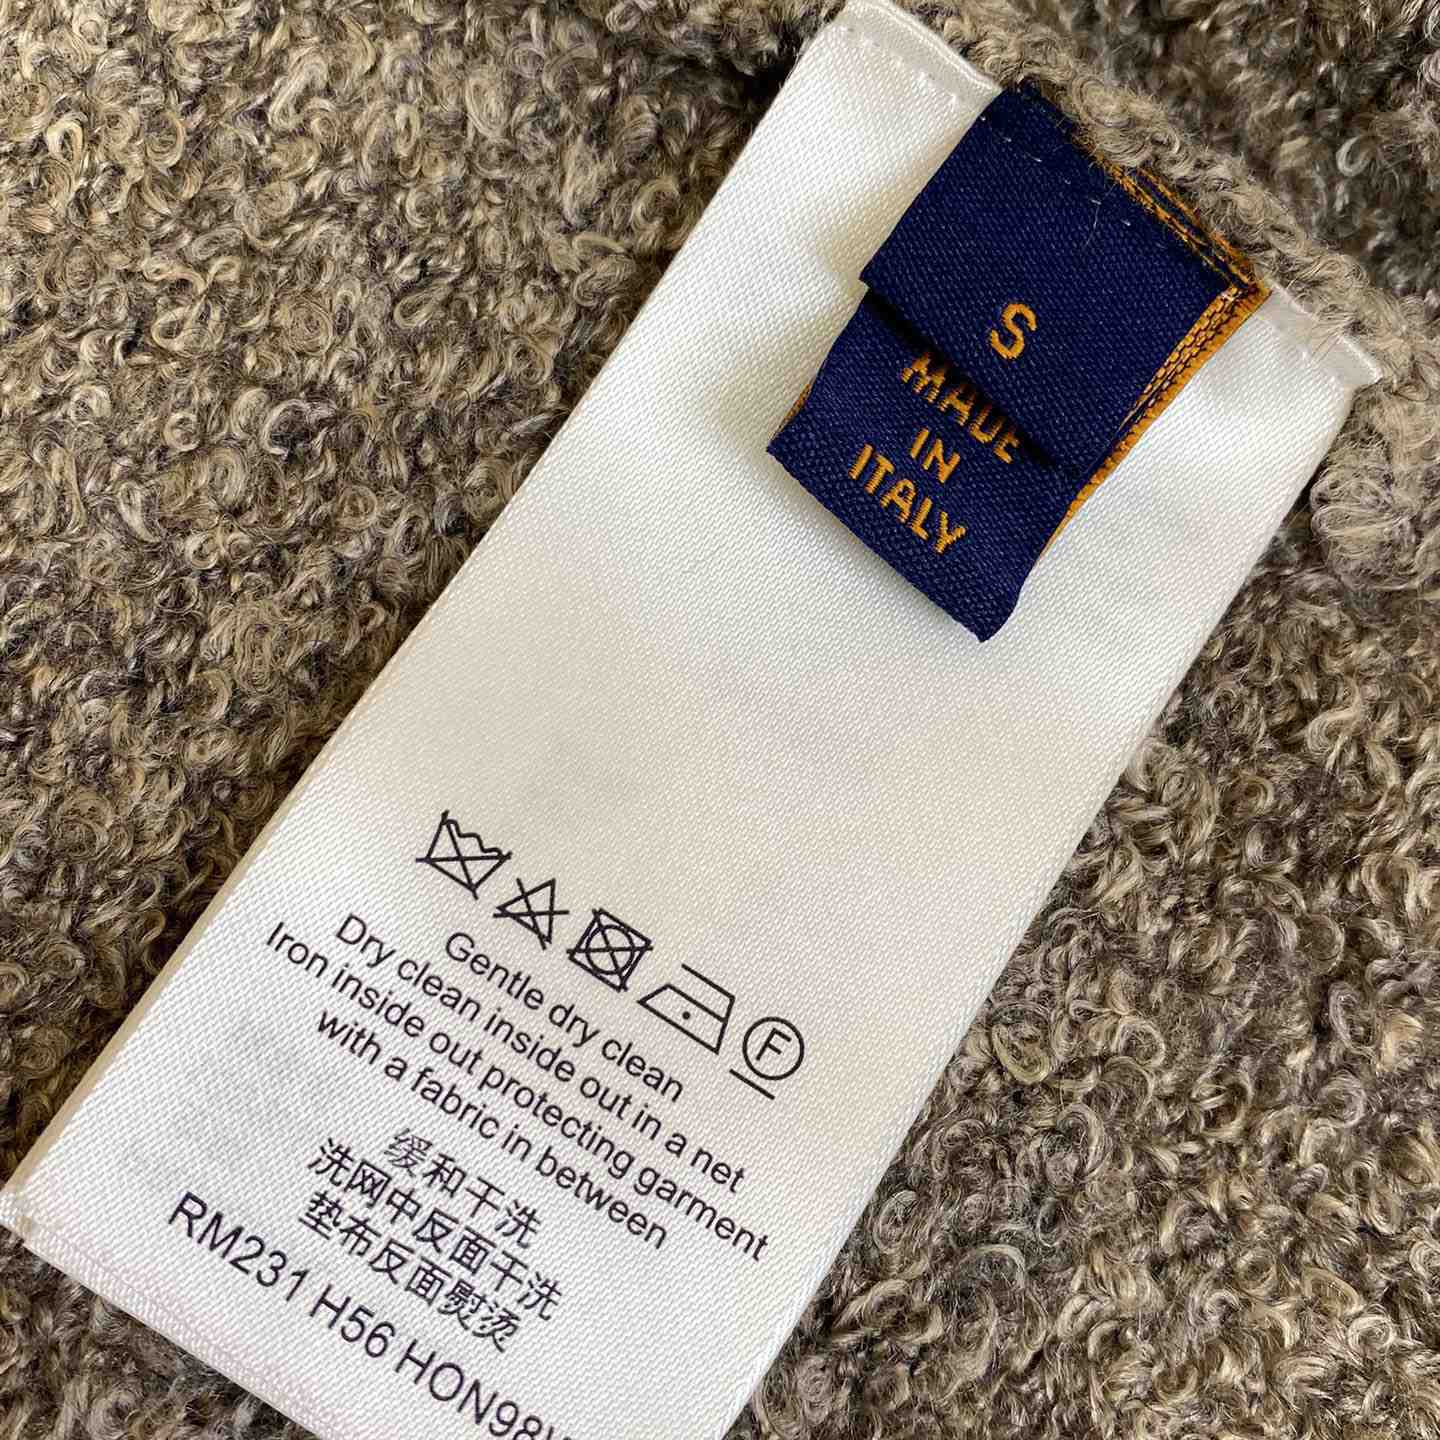 S
MADE
IN
ITALY
F
Gentle dry clean
Dry clean inside out in a net
Iron inside out protecting garment
with a fabric in between
缓和干洗
洗网中反面干洗
垫布反面熨烫
RM231 H56